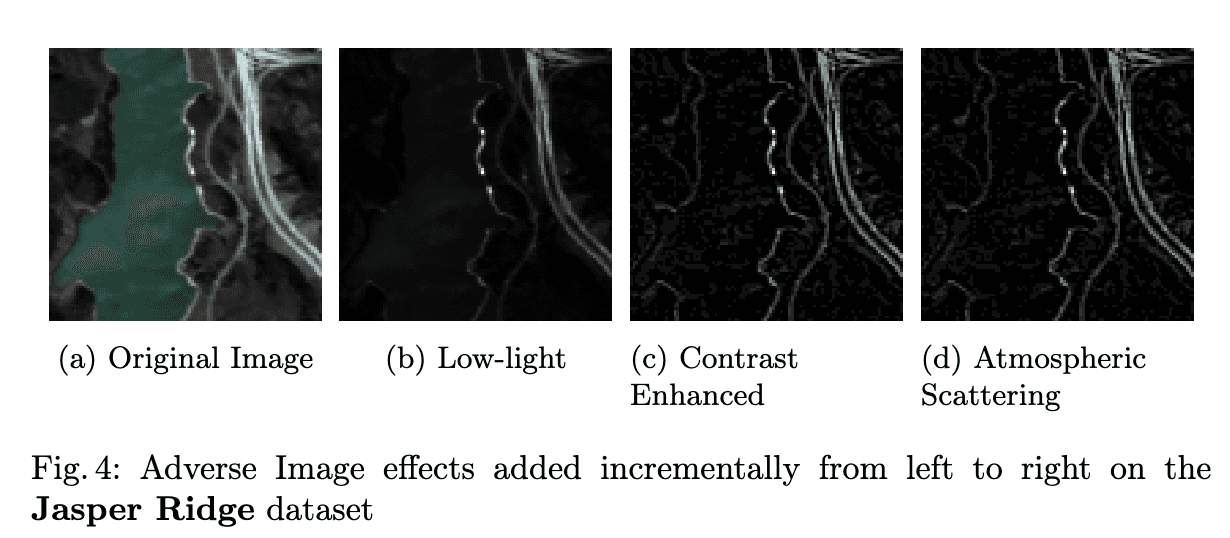 (a) Original Image
(b) Low-light
(c) Contrast
Enhanced
(d) Atmospheric
Scattering
Fig. 4: Adverse Image effects added incrementally from left to right on the
Jasper Ridge dataset